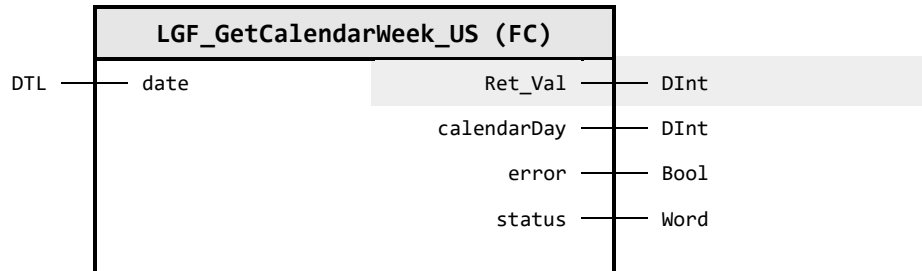 LGF_GetCalendarWeek_US (FC)
DTL date Ret_Val DInt
calendarDay DInt
error Bool
status Word